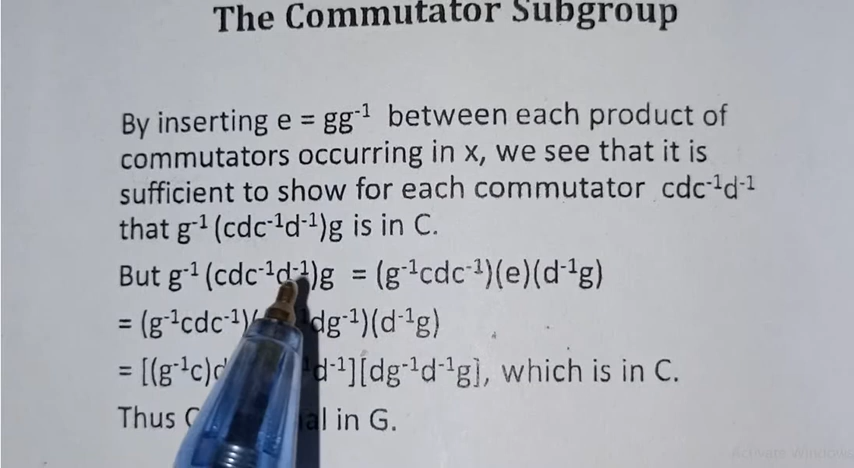 The Commutator Subgroup
By inserting e = gg⁻¹ between each product of
commutators occurring in x, we see that it is
sufficient to show for each commutator cdc⁻¹d⁻¹
that g⁻¹ (cdc⁻¹d⁻¹)g is in C.
But g⁻¹ (cdc⁻¹d⁻¹)g = (g⁻¹cdc⁻¹)(e)(d⁻¹g)
= (g⁻¹cdc⁻¹)( dg⁻¹)(d⁻¹g)
= [(g⁻¹c)d d⁻¹][dg⁻¹d⁻¹g], which is in C.
Thus in G.
Activate Windows